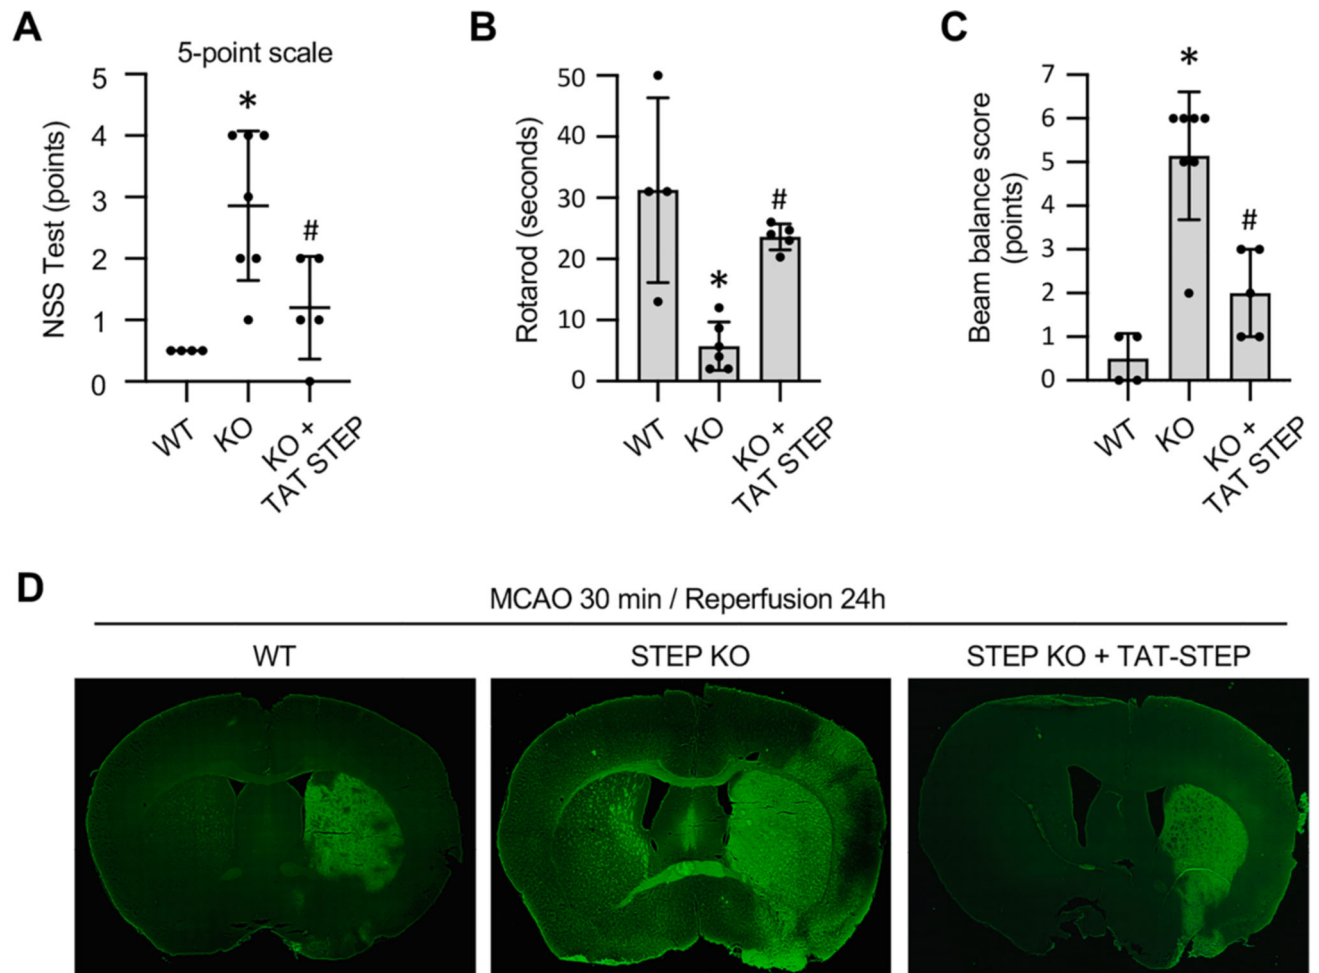 A
5-point scale
NSS Test (points)
5
4
3
2
1
0
*
#
WT
KO
KO +
TAT STEP
B
Rotarod (seconds)
50
40
30
20
10
0
*
#
WT
KO
KO +
TAT STEP
C
Beam balance score
(points)
7
6
5
4
3
2
1
0
*
#
WT
KO
KO +
TAT STEP
D
MCAO 30 min / Reperfusion 24h
WT
STEP KO
STEP KO + TAT-STEP